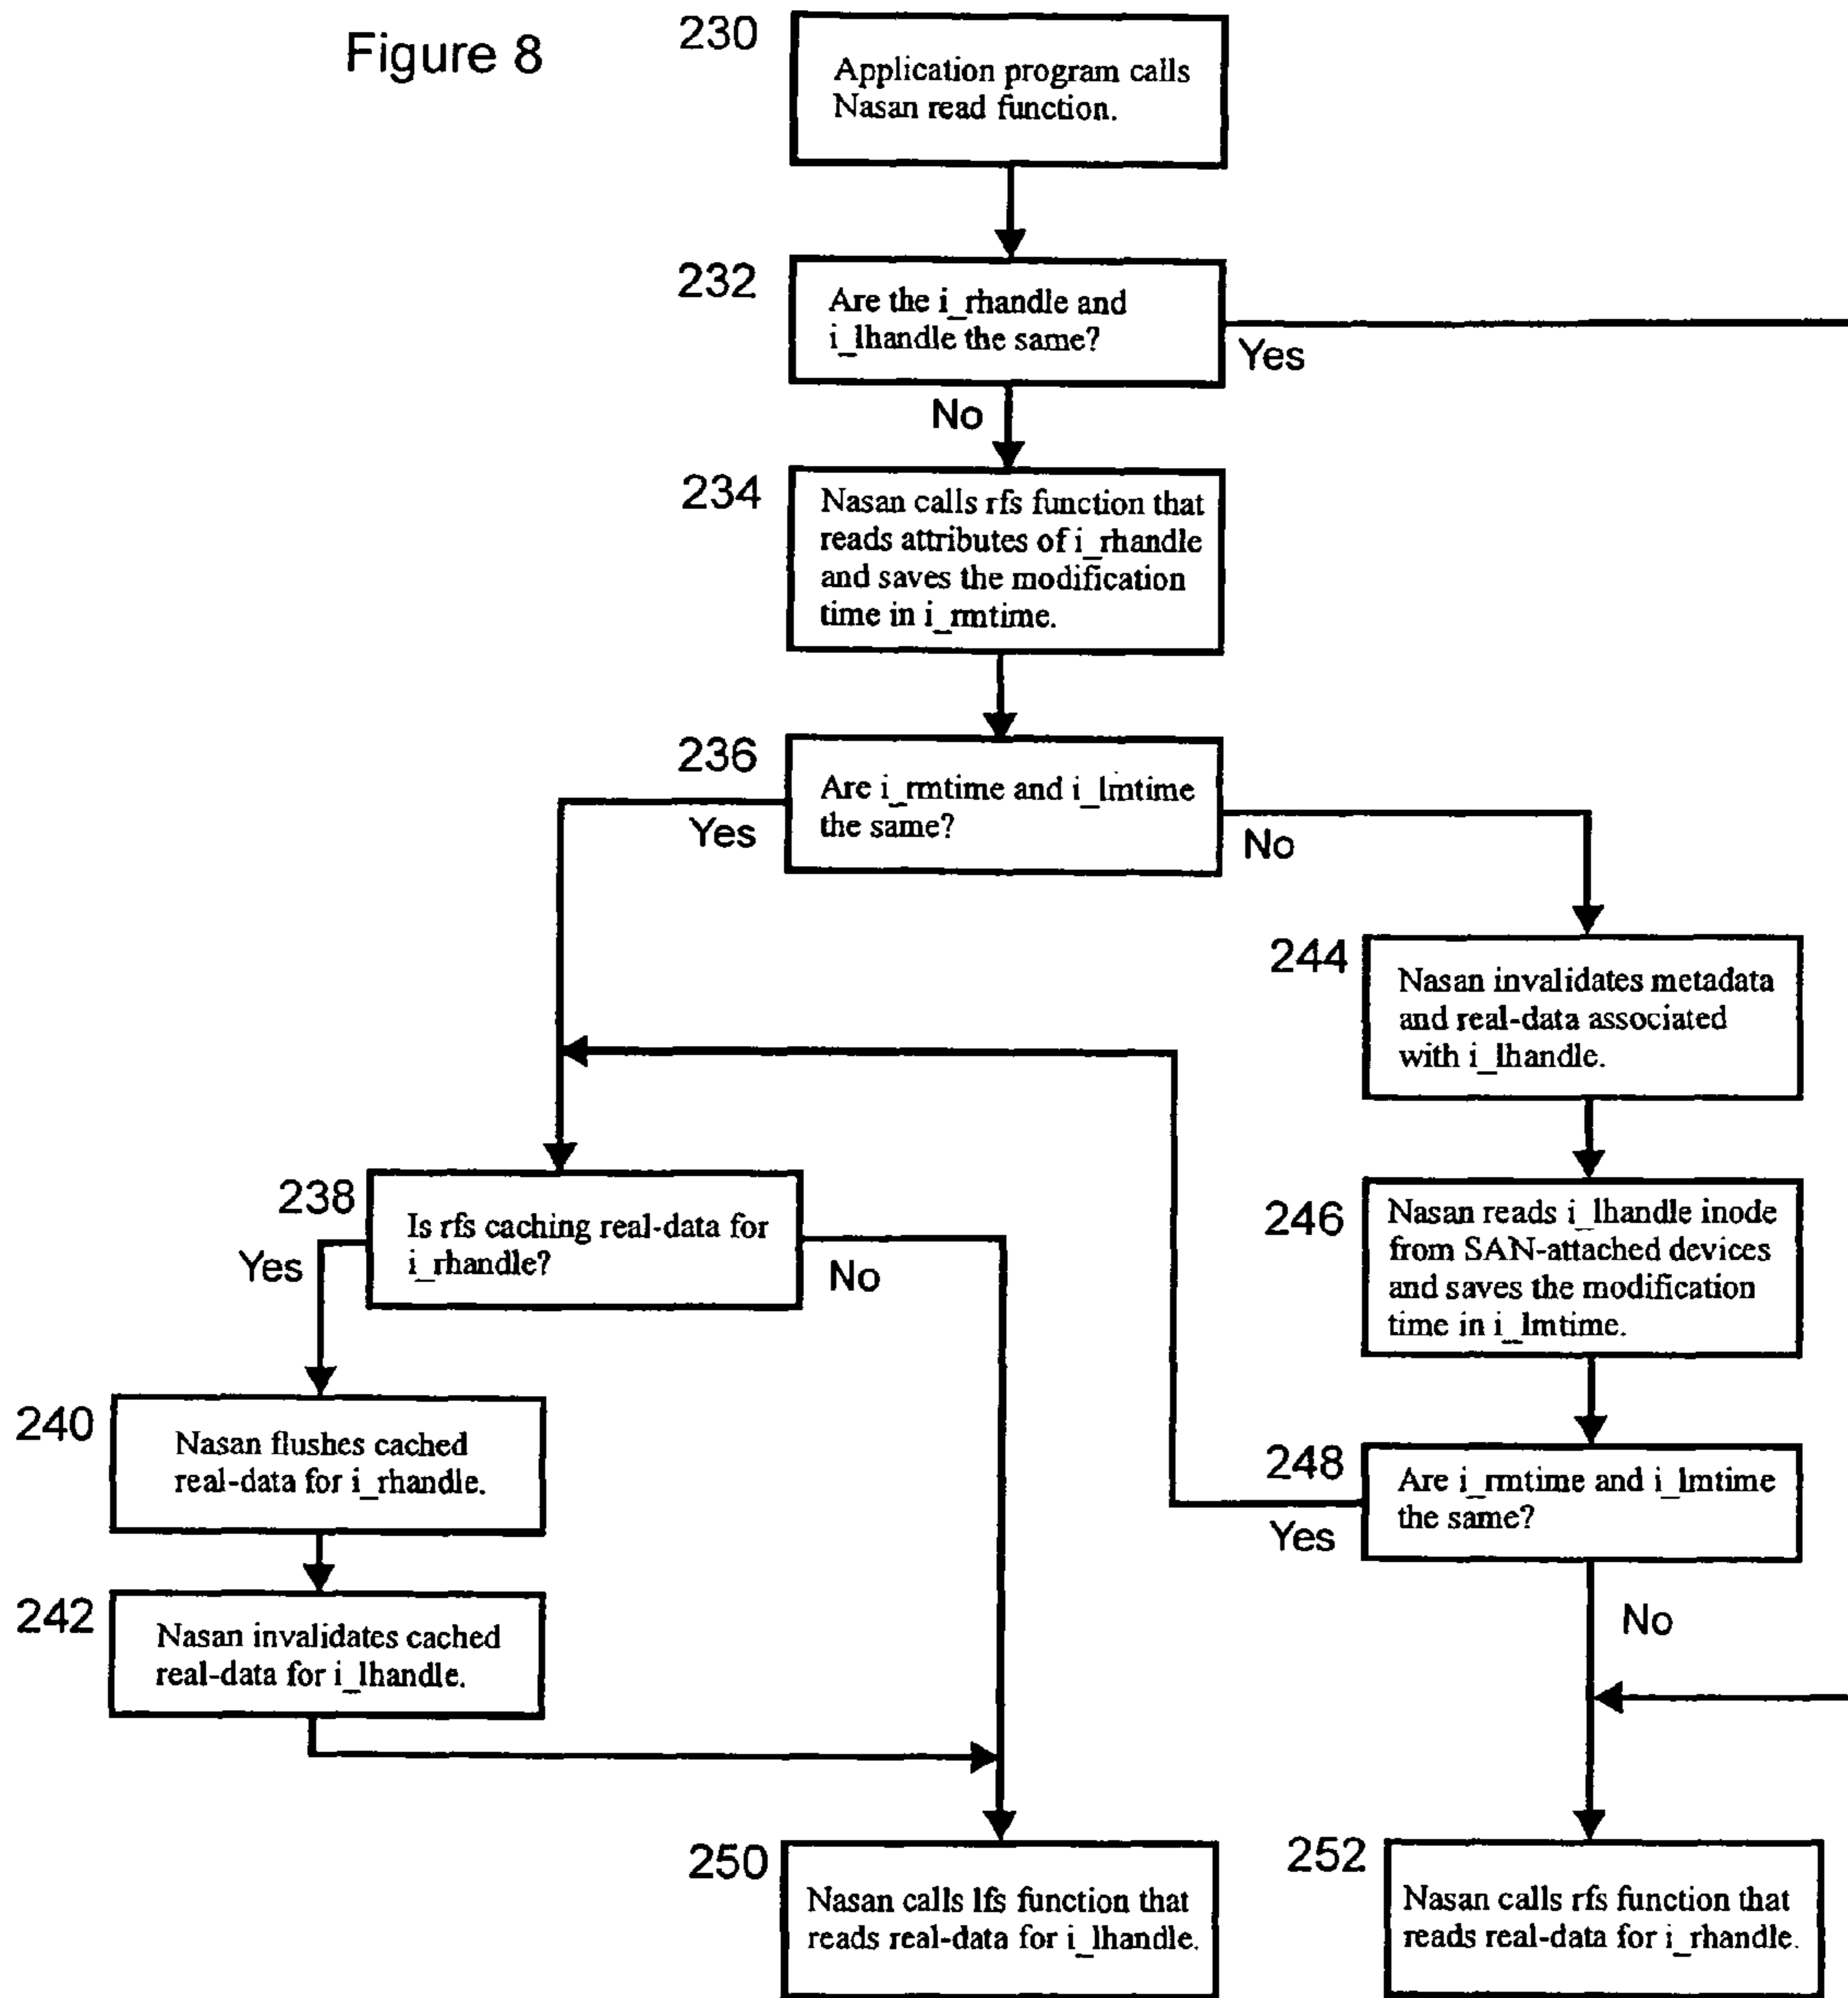 Figure 8
230
Application program calls
Nasan read function.
232
Are the i_rhandle and
i_lhandle the same?
Yes
No
234
Nasan calls rfs function that
reads attributes of i_rhandle
and saves the modification
time in i_rmtime.
236
Are i_rmtime and i_lmtime
the same?
Yes
No
244
Nasan invalidates metadata
and real-data associated
with i_lhandle.
238
Is rfs caching real-data for
i_rhandle?
Yes
No
246
Nasan reads i_lhandle inode
from SAN-attached devices
and saves the modification
time in i_lmtime.
240
Nasan flushes cached
real-data for i_rhandle.
248
Are i_rmtime and i_lmtime
the same?
Yes
No
242
Nasan invalidates cached
real-data for i_lhandle.
250
Nasan calls lfs function that
reads real-data for i_lhandle.
252
Nasan calls rfs function that
reads real-data for i_rhandle.